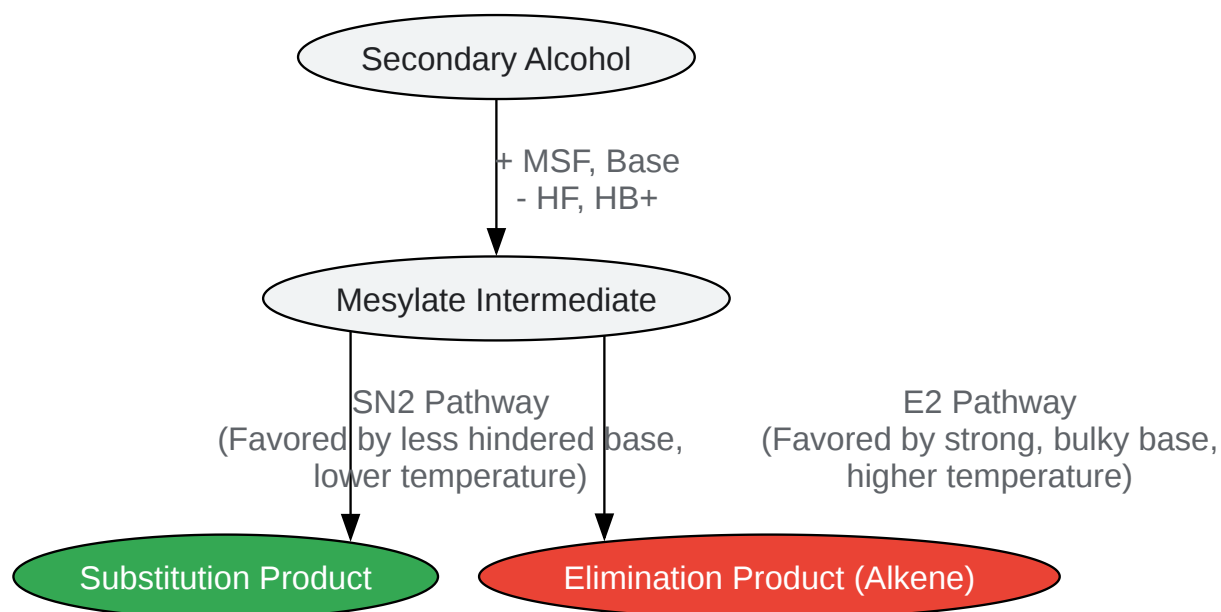 Secondary Alcohol
+ MSF, Base
- HF, HB+
Mesylate Intermediate
SN2 Pathway
(Favored by less hindered base,
lower temperature)
E2 Pathway
(Favored by strong, bulky base,
higher temperature)
Substitution Product
Elimination Product (Alkene)